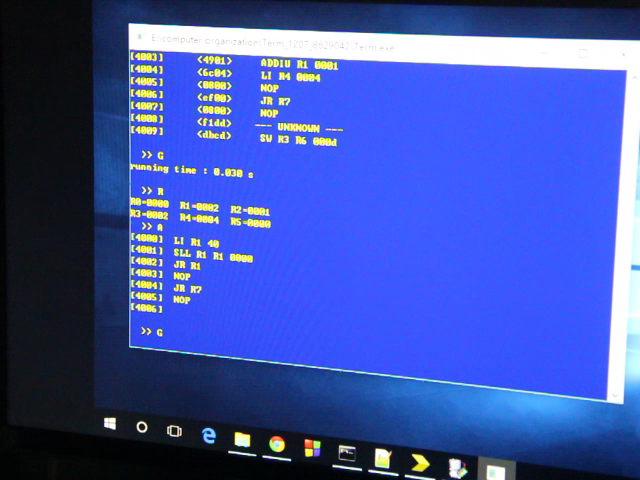 E:\computer organization\Term_1207_8629042\Term.exe
[4003] <4901> ADDIU R1 0001
[4004] <6c04> LI R4 0004
[4005] <0800> NOP
[4006] <ef00> JR R7
[4007] <0800> NOP
[4008] <f1dd> --- UNKNOWN ---
[4009] <dbcd> SW R3 R6 000d
>> G
running time : 0.030 s
>> R
R0=0000 R1=0002 R2=0001
R3=0002 R4=0004 R5=0000
>> A
[4000] LI R1 40
[4001] SLL R1 R1 0000
[4002] JR R1
[4003] NOP
[4004] JR R7
[4005] NOP
[4006]
>> G